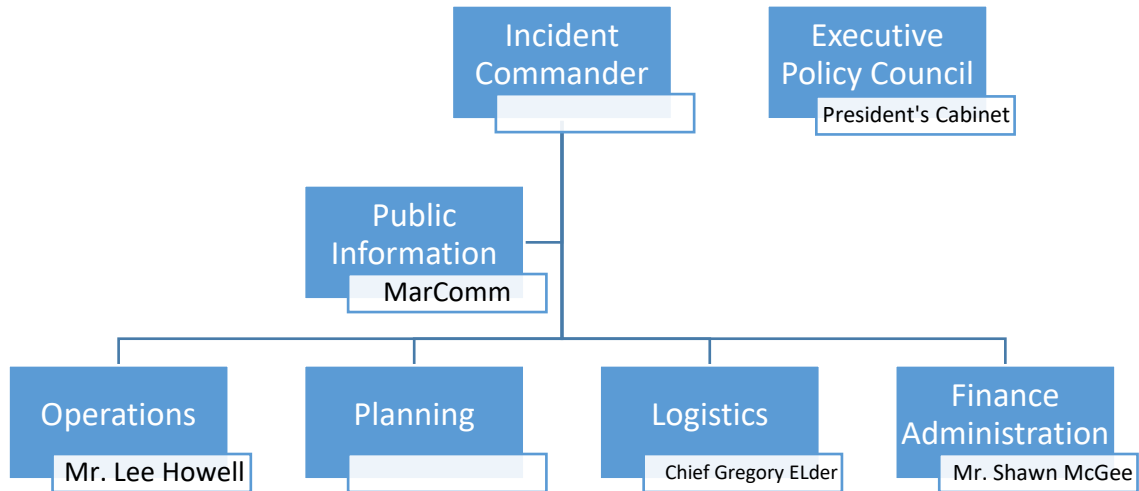 Incident
Commander
Executive
Policy Council
President's Cabinet
Public
Information
MarComm
Operations
Mr. Lee Howell
Planning
Logistics
Chief Gregory ELder
Finance
Administration
Mr. Shawn McGee